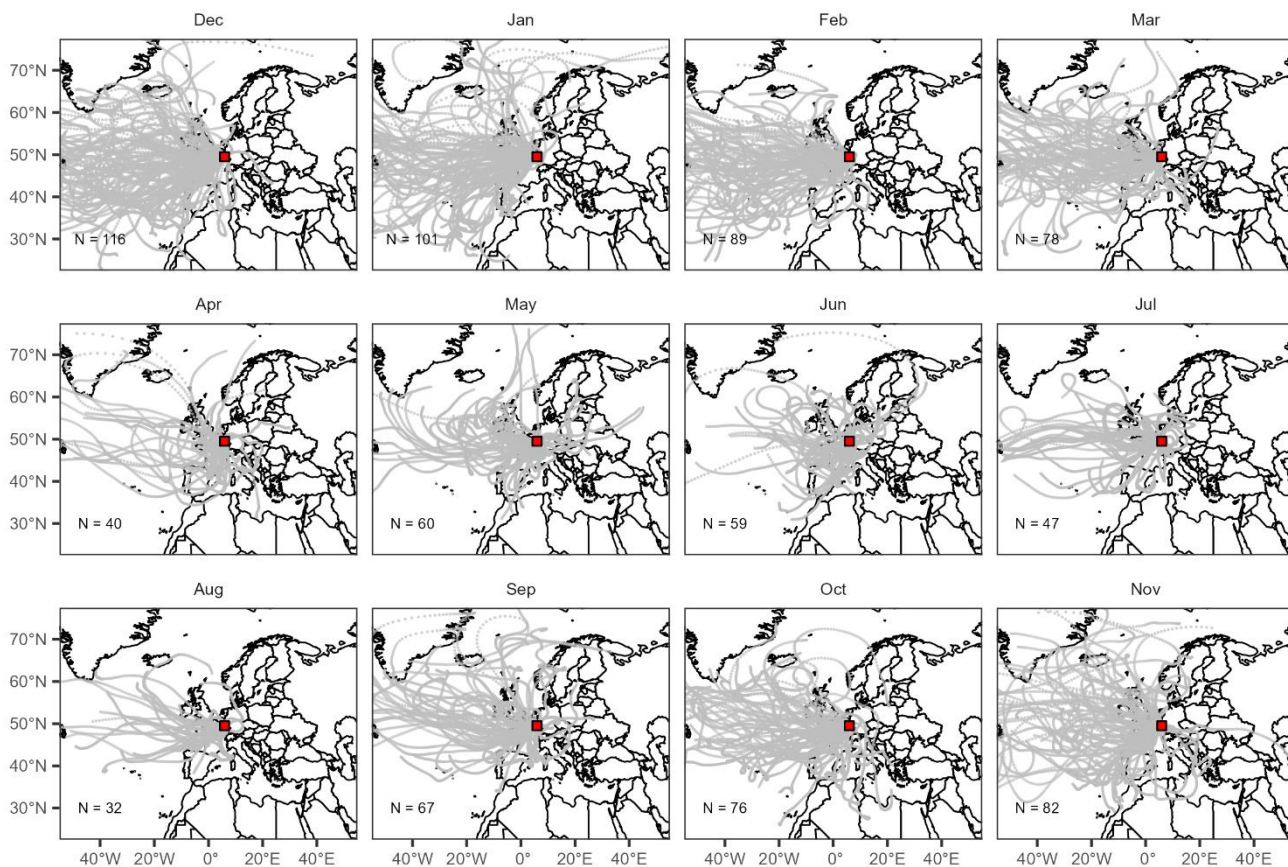 Dec Jan Feb Mar
70°N
60°N
50°N
40°N
30°N
N = 116 N = 101 N = 89 N = 78
Apr May Jun Jul
70°N
60°N
50°N
40°N
30°N
N = 40 N = 60 N = 59 N = 47
Aug Sep Oct Nov
70°N
60°N
50°N
40°N
30°N
N = 32 N = 67 N = 76 N = 82
40°W 20°W 0° 20°E 40°E 40°W 20°W 0° 20°E 40°E 40°W 20°W 0° 20°E 40°E 40°W 20°W 0° 20°E 40°E